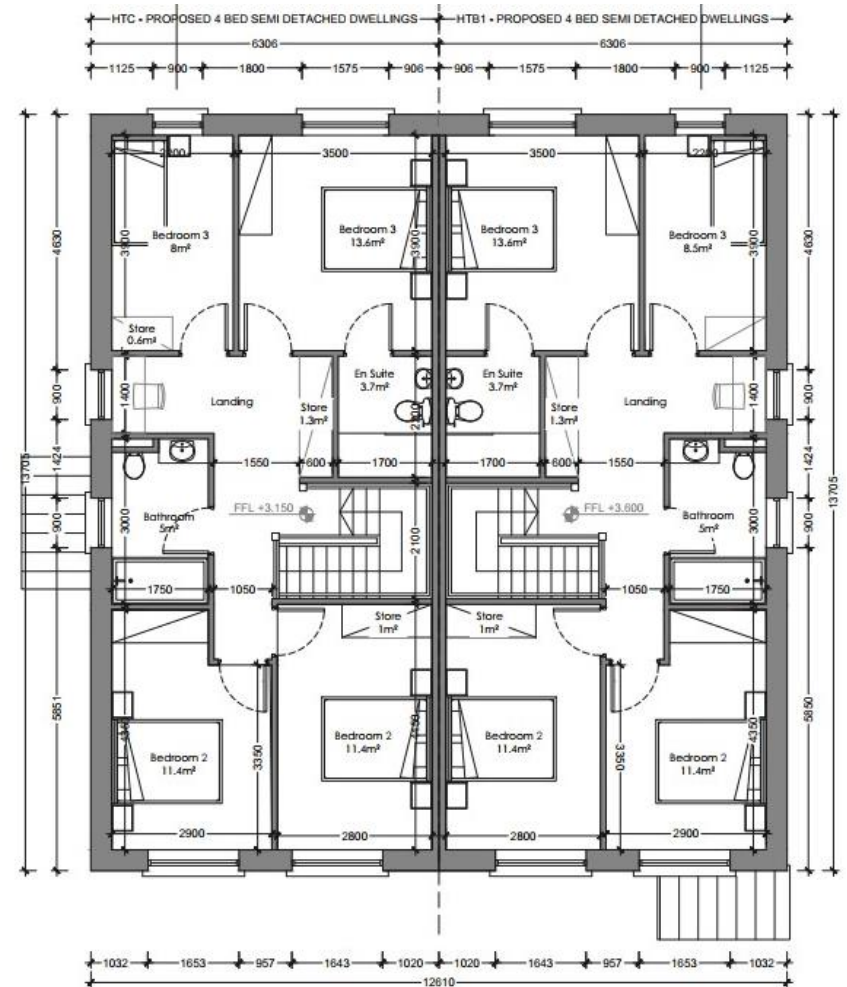 HTC - PROPOSED 4 BED SEMI DETACHED DWELLINGS
HTB1 - PROPOSED 4 BED SEMI DETACHED DWELLINGS
6306
6306
1125
900
1800
1575
906
906
1575
1800
900
1125
2200
3500
3500
2200
Bedroom 3
8m²
Bedroom 3
13.6m²
Bedroom 3
13.6m²
Bedroom 3
8.5m²
3900
3900
3900
4630
4630
Store
0.6m²
En Suite
3.7m²
En Suite
3.7m²
Landing
Landing
Store
1.3m²
Store
1.3m²
900
1400
1400
900
1424
1424
1550
600
1700
1700
600
1550
13705
13705
FFL +3.150
FFL +3.600
Bathroom
5m²
Bathroom
5m²
900
3000
2100
3000
900
1750
1050
1050
1750
Store
1m²
Store
1m²
5851
5850
Bedroom 2
11.4m²
Bedroom 2
11.4m²
Bedroom 2
11.4m²
Bedroom 2
11.4m²
4350
3350
3350
4350
2900
2800
2800
2900
1032
1653
957
1643
1020
1020
1643
957
1653
1032
12610